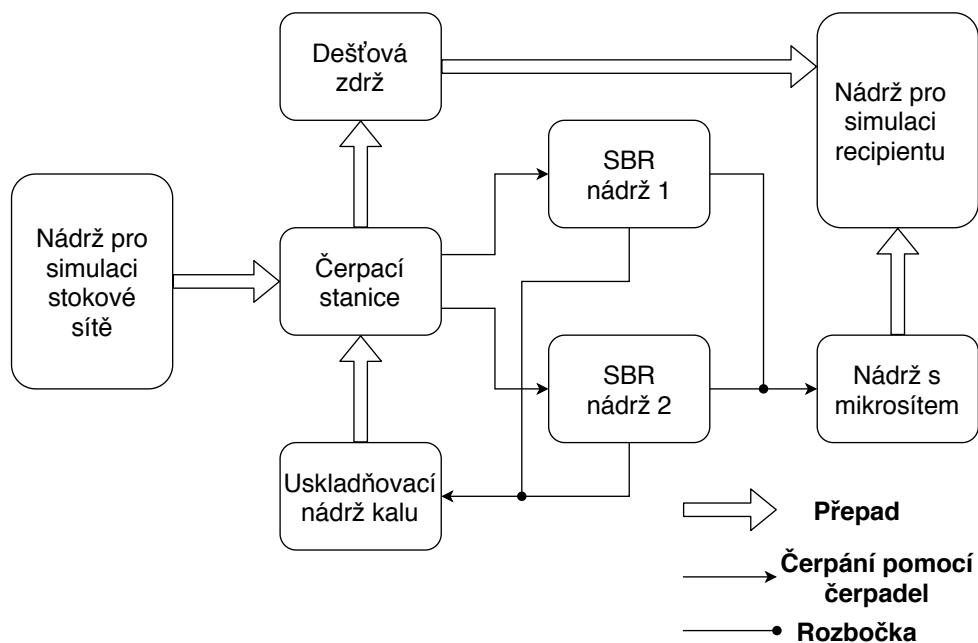 Dešťová
zdrž
Nádrž pro
simulaci
recipientu
SBR
nádrž 1
Nádrž pro
simulaci
stokové
sítě
Čerpací
stanice
SBR
nádrž 2
Nádrž s
mikrosítem
Uskladňovací
nádrž kalu
Přepad
Čerpání pomocí
čerpadel
Rozbočka